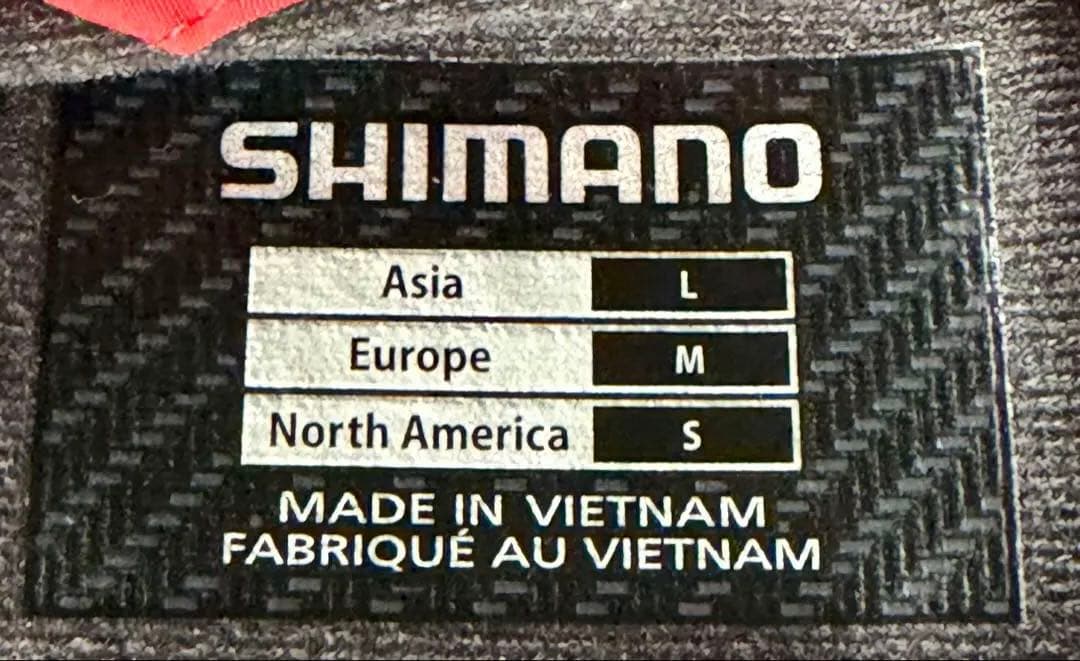 SHIMANO
Asia L
Europe M
North America S
MADE IN VIETNAM
FABRIQUÉ AU VIETNAM